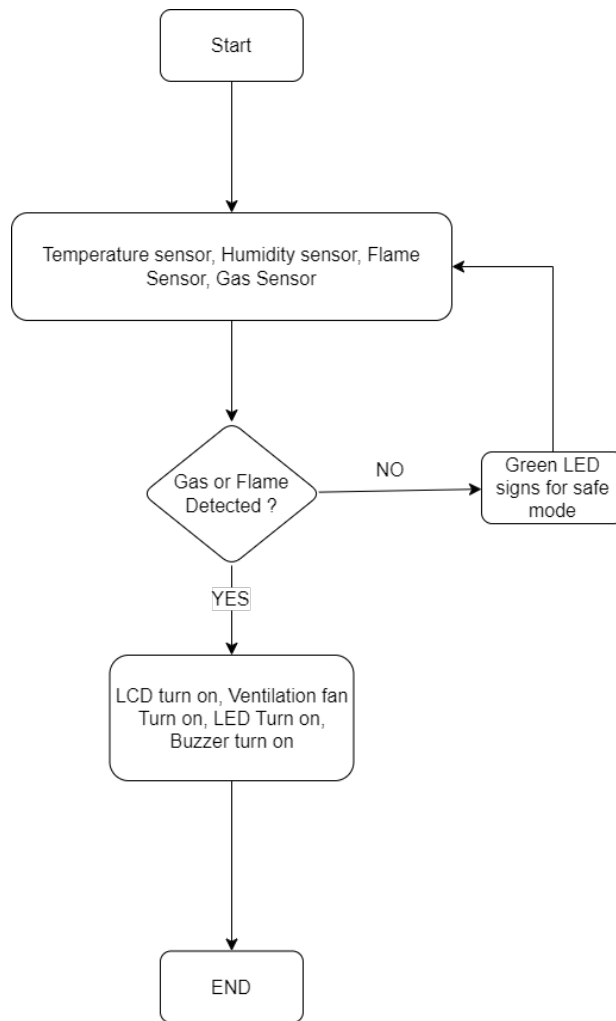 Start
Temperature sensor, Humidity sensor, Flame
Sensor, Gas Sensor
Gas or Flame
Detected ?
NO
Green LED
signs for safe
mode
YES
LCD turn on, Ventilation fan
Turn on, LED Turn on,
Buzzer turn on
END